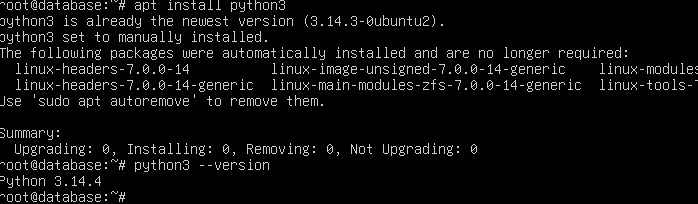 root@database:~# apt install python3
python3 is already the newest version (3.14.3-0ubuntu2).
python3 set to manually installed.
The following packages were automatically installed and are no longer required:
  linux-headers-7.0.0-14          linux-image-unsigned-7.0.0-14-generic    linux-modules
  linux-headers-7.0.0-14-generic  linux-main-modules-zfs-7.0.0-14-generic  linux-tools-7
Use 'sudo apt autoremove' to remove them.

Summary:
  Upgrading: 0, Installing: 0, Removing: 0, Not Upgrading: 0
root@database:~# python3 --version
Python 3.14.4
root@database:~#